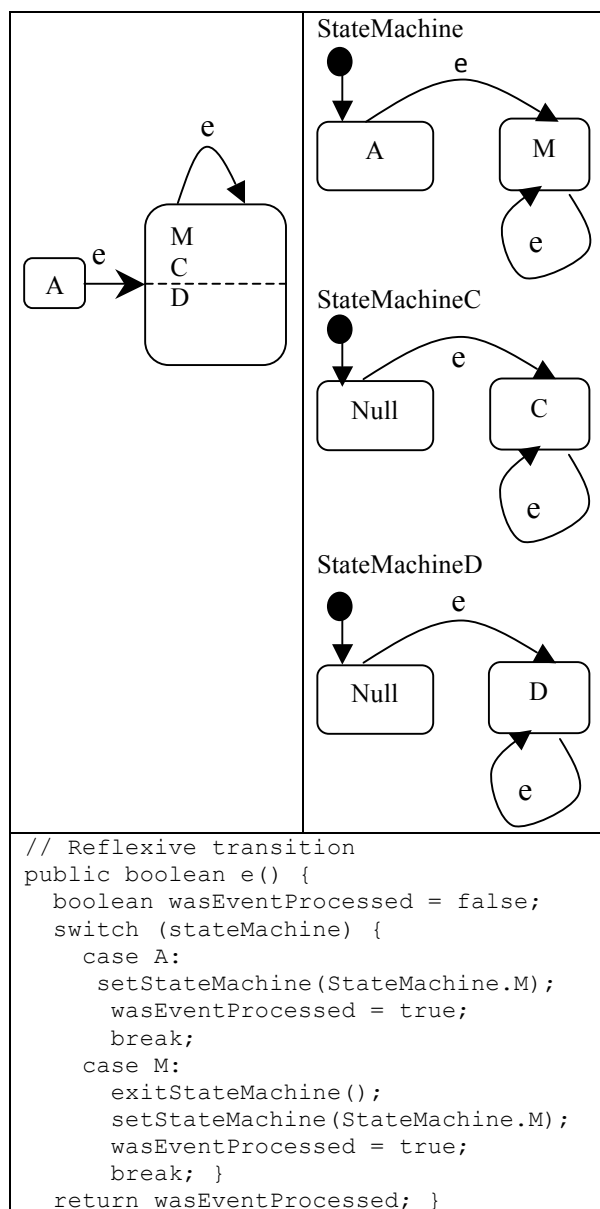 e
A
e
M
C
D
StateMachine
e
A
M
e
StateMachineC
e
Null
C
e
StateMachineD
e
Null
D
e
// Reflexive transition
public boolean e() {
  boolean wasEventProcessed = false;
  switch (stateMachine) {
    case A:
     setStateMachine(StateMachine.M);
      wasEventProcessed = true;
      break;
    case M:
      exitStateMachine();
      setStateMachine(StateMachine.M);
      wasEventProcessed = true;
      break; }
  return wasEventProcessed; }